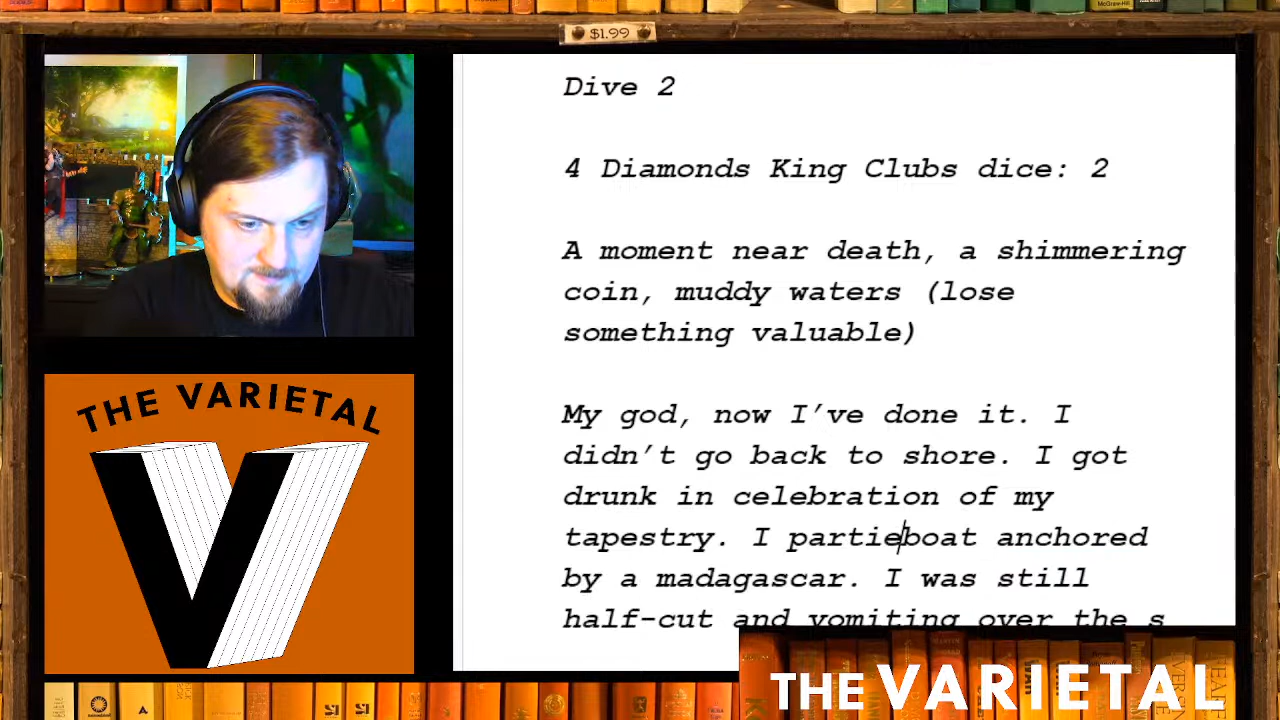 $1.99
Dive 2
4 Diamonds King Clubs dice: 2
A moment near death, a shimmering
coin, muddy waters (lose
something valuable)
My god, now I’ve done it. I
didn’t go back to shore. I got
drunk in celebration of my
tapestry. I partieboat anchored
by a madagascar. I was still
half-cut and vomiting over the s
THE VARIETAL
THE VARIETAL